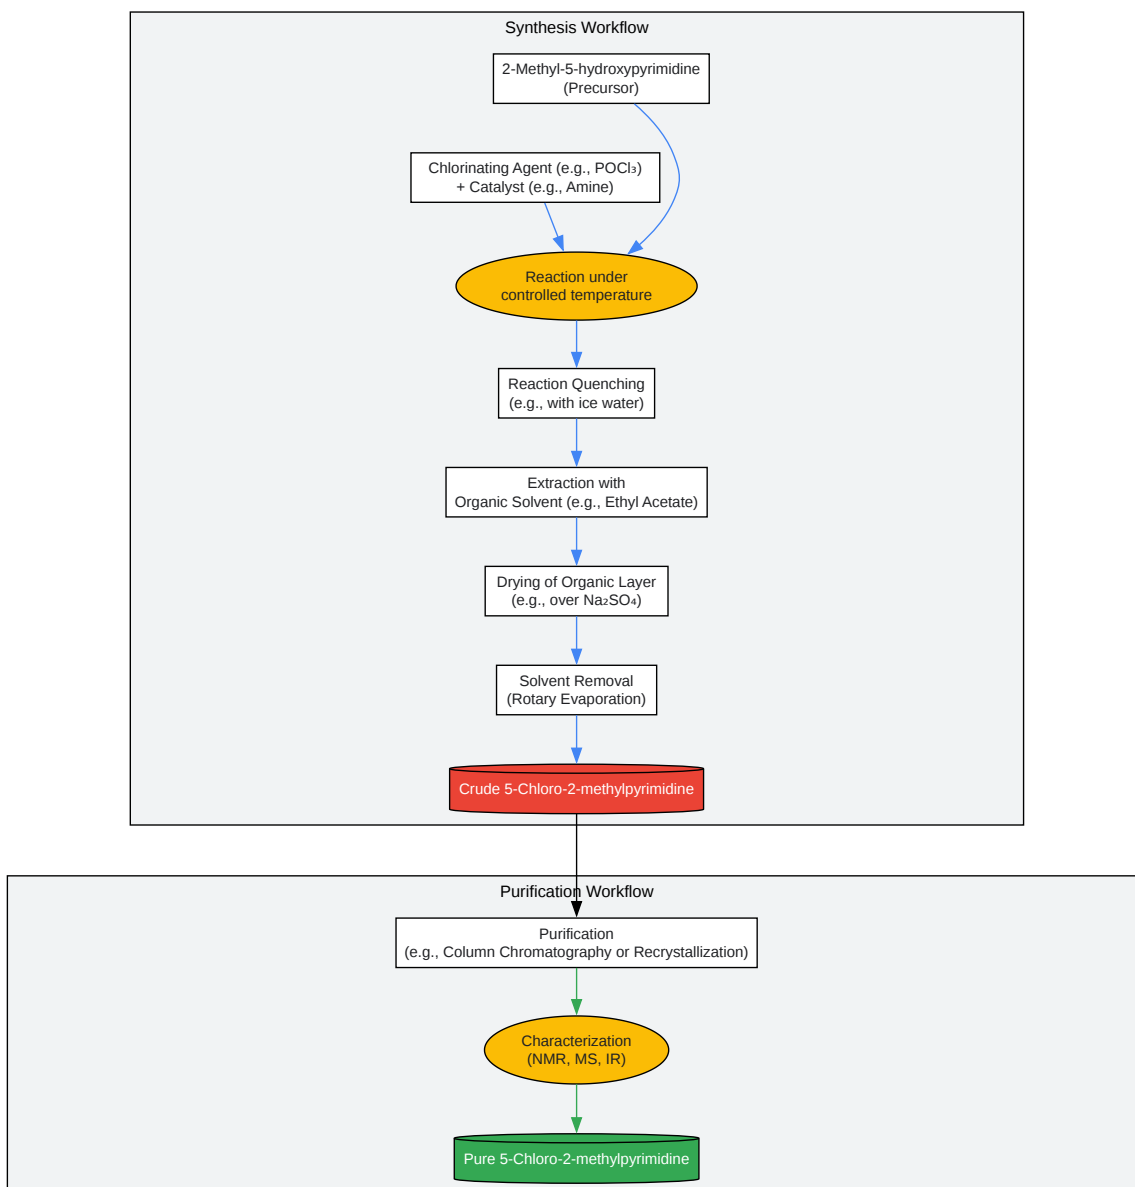 Synthesis Workflow
2-Methyl-5-hydroxypyrimidine
(Precursor)
Chlorinating Agent (e.g., POCl₃)
+ Catalyst (e.g., Amine)
Reaction under
controlled temperature
Reaction Quenching
(e.g., with ice water)
Extraction with
Organic Solvent (e.g., Ethyl Acetate)
Drying of Organic Layer
(e.g., over Na₂SO₄)
Solvent Removal
(Rotary Evaporation)
Crude 5-Chloro-2-methylpyrimidine
Purification Workflow
Purification
(e.g., Column Chromatography or Recrystallization)
Characterization
(NMR, MS, IR)
Pure 5-Chloro-2-methylpyrimidine